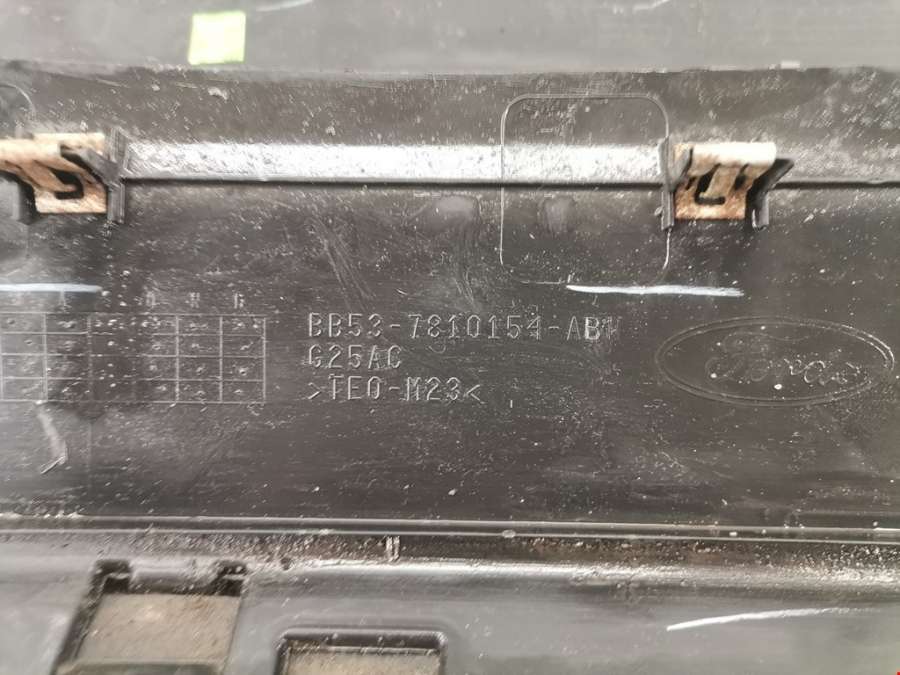 BB53-7810154-ABW
G25AC
>TEO-M23<
Ford